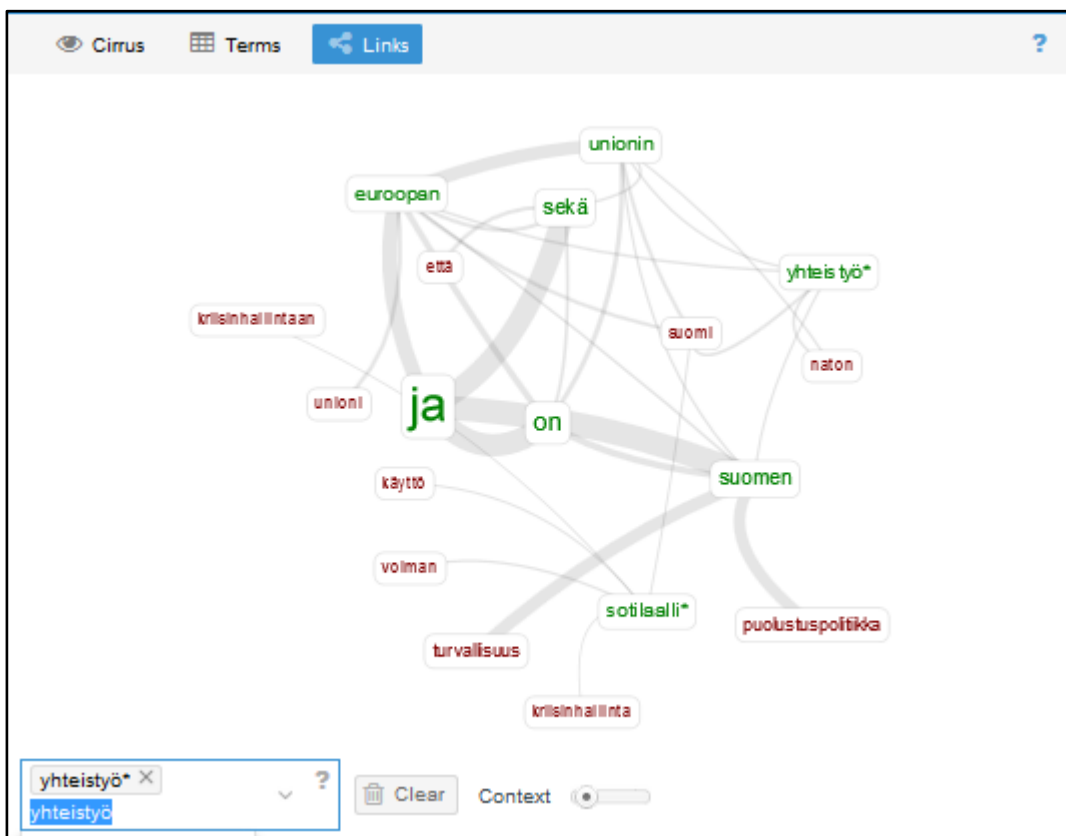 Cirrus Terms Links ?
unionin
euroopan
sekä
että
yhteistyö*
kriisinhallintaan
suomi
naton
unioni
ja
on
suomen
käyttö
voiman
sotilaalli*
puolustuspolitiikka
turvallisuus
kriisinhallinta
yhteistyö* ?
yhteistyö
Clear Context